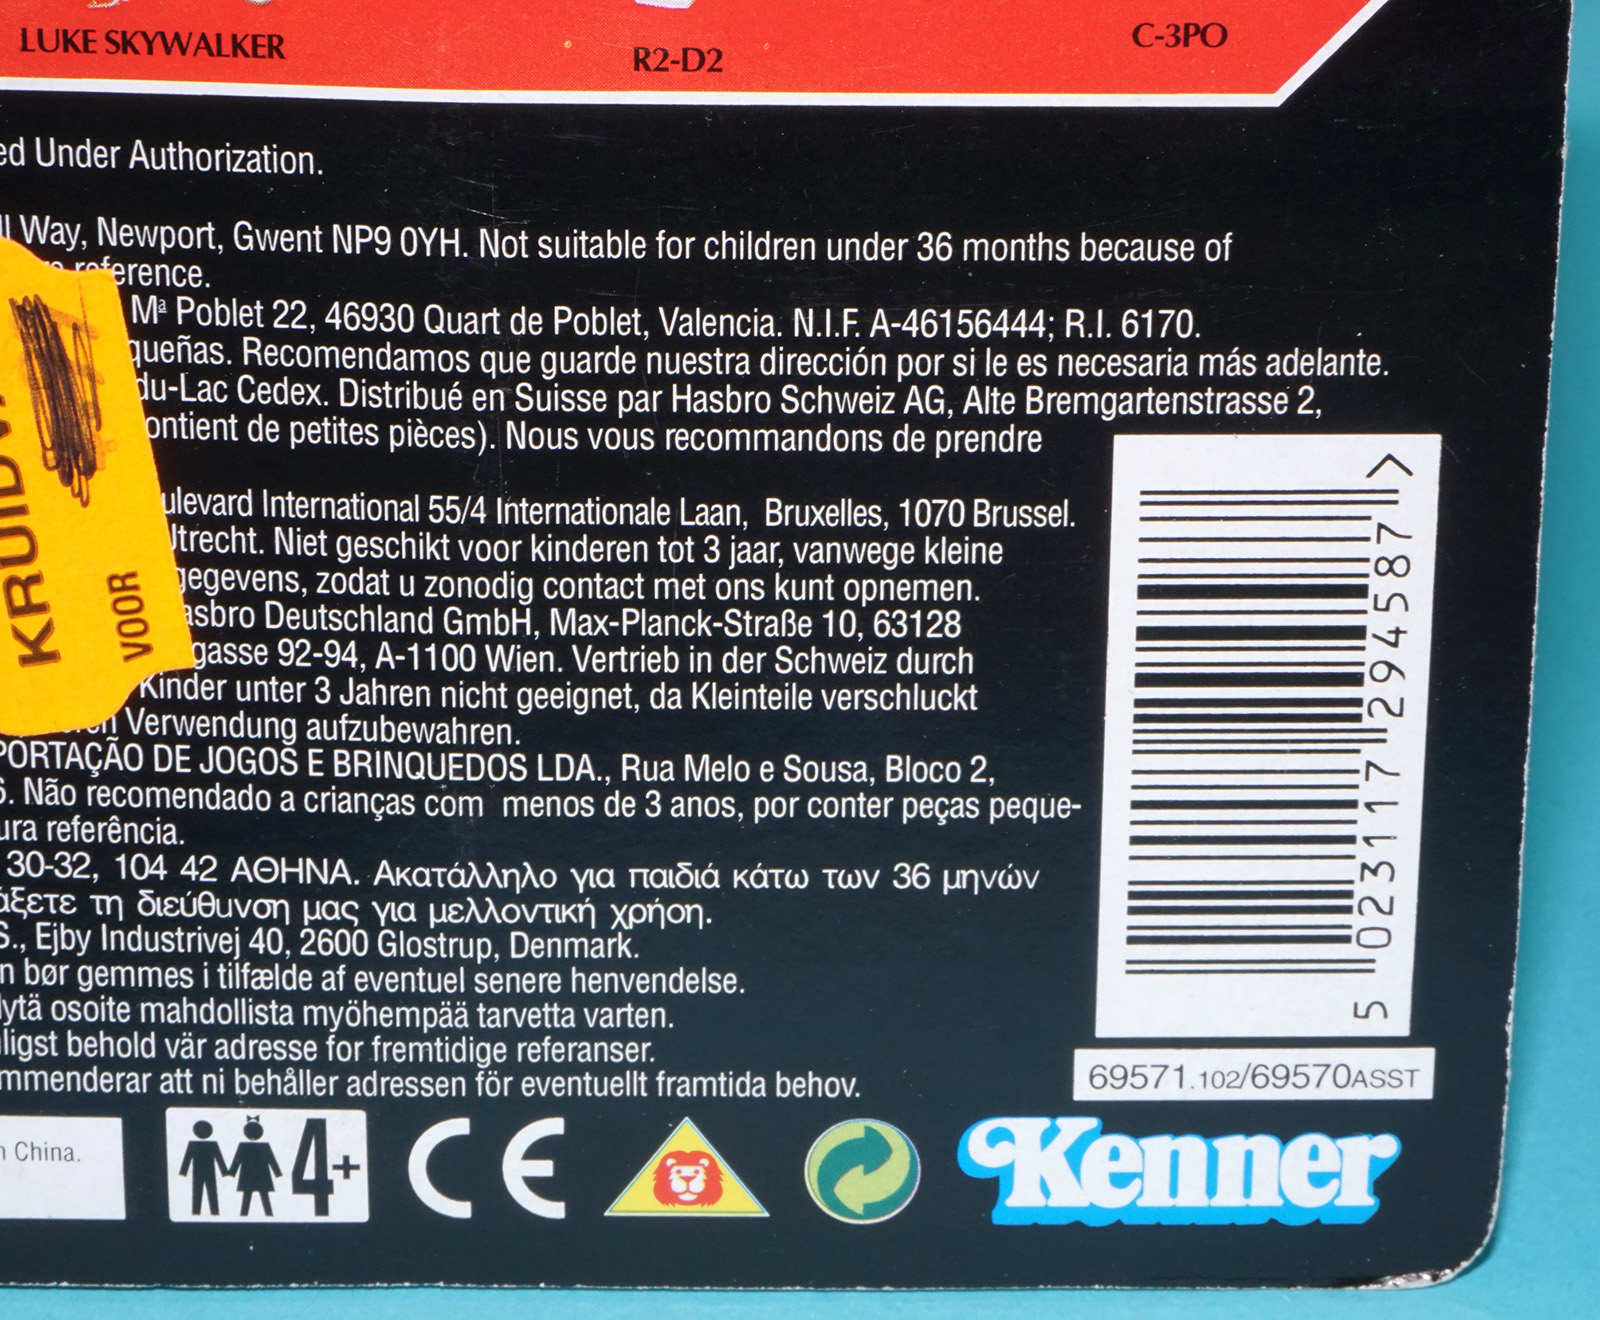 LUKE SKYWALKER
R2-D2
C-3PO
Under Authorization.
Way, Newport, Gwent NP9 0YH. Not suitable for children under 36 months because of
reference.
Mª Poblet 22, 46930 Quart de Poblet, Valencia. N.I.F. A-46156444; R.I. 6170.
queñas. Recomendamos que guarde nuestra dirección por si le es necesaria más adelante.
du-Lac Cedex. Distribué en Suisse par Hasbro Schweiz AG, Alte Bremgartenstrasse 2,
ontient de petites pièces). Nous vous recommandons de prendre
ulevard International 55/4 Internationale Laan, Bruxelles, 1070 Brussel.
Utrecht. Niet geschikt voor kinderen tot 3 jaar, vanwege kleine
gegevens, zodat u zonodig contact met ons kunt opnemen.
asbro Deutschland GmbH, Max-Planck-Straße 10, 63128
gasse 92-94, A-1100 Wien. Vertrieb in der Schweiz durch
Kinder unter 3 Jahren nicht geeignet, da Kleinteile verschluckt
Verwendung aufzubewahren.
PORTAÇÃO DE JOGOS E BRINQUEDOS LDA., Rua Melo e Sousa, Bloco 2,
6. Não recomendado a crianças com menos de 3 anos, por conter peças peque-
ura referência.
30-32, 104 42 ΑΘΗΝΑ. Ακατάλληλο για παιδιά κάτω των 36 μηνών
άξετε τη διεύθυνση μας για μελλοντική χρήση.
S., Ejby Industrivej 40, 2600 Glostrup, Denmark.
n bør gemmes i tilfælde af eventuel senere henvendelse.
lytä osoite mahdollista myöhempää tarvetta varten.
ligst behold vär adresse for fremtidige referanser.
mmenderar att ni behåller adressen för eventuellt framtida behov.
KRUIDV
VOOR
5 023117 294587 >
69571.102/69570ASST
n China.
4+
CE
Kenner